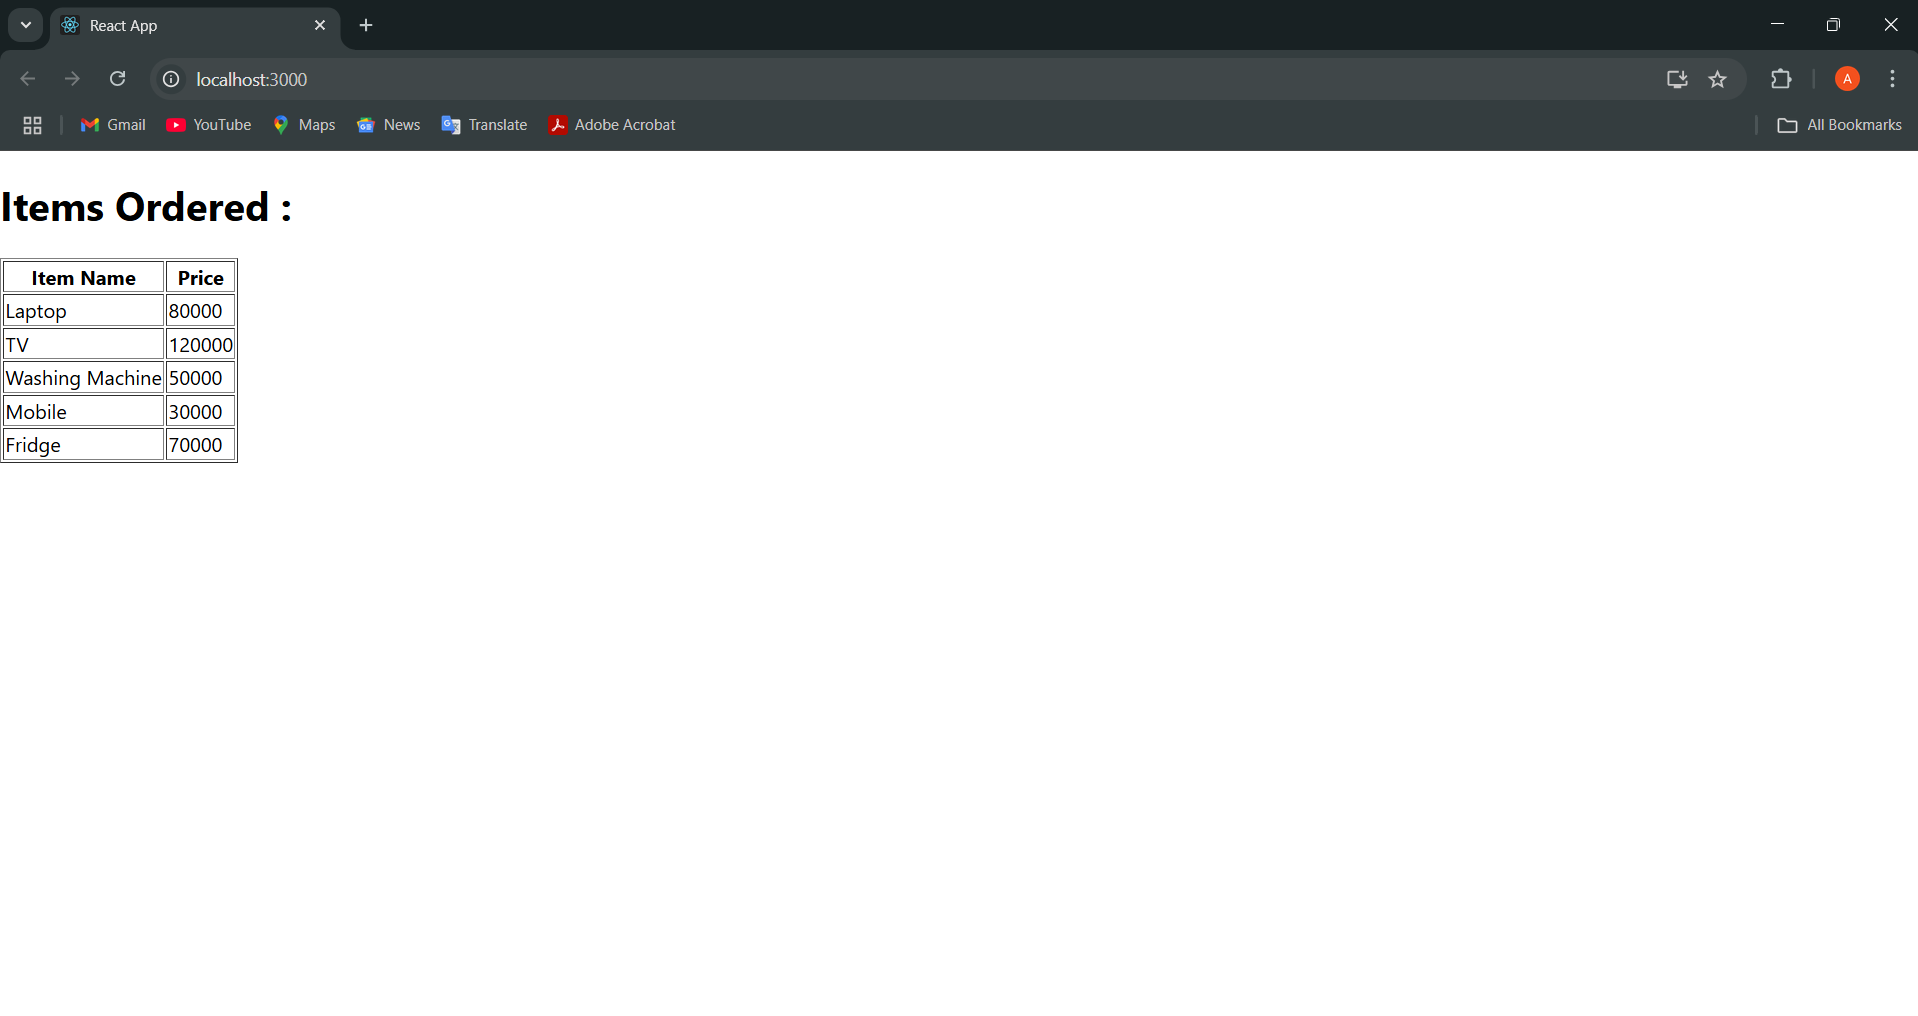 React App
localhost:3000
A
Gmail YouTube Maps News Translate Adobe Acrobat All Bookmarks
Items Ordered :
Item Name Price
Laptop 80000
TV 120000
Washing Machine 50000
Mobile 30000
Fridge 70000